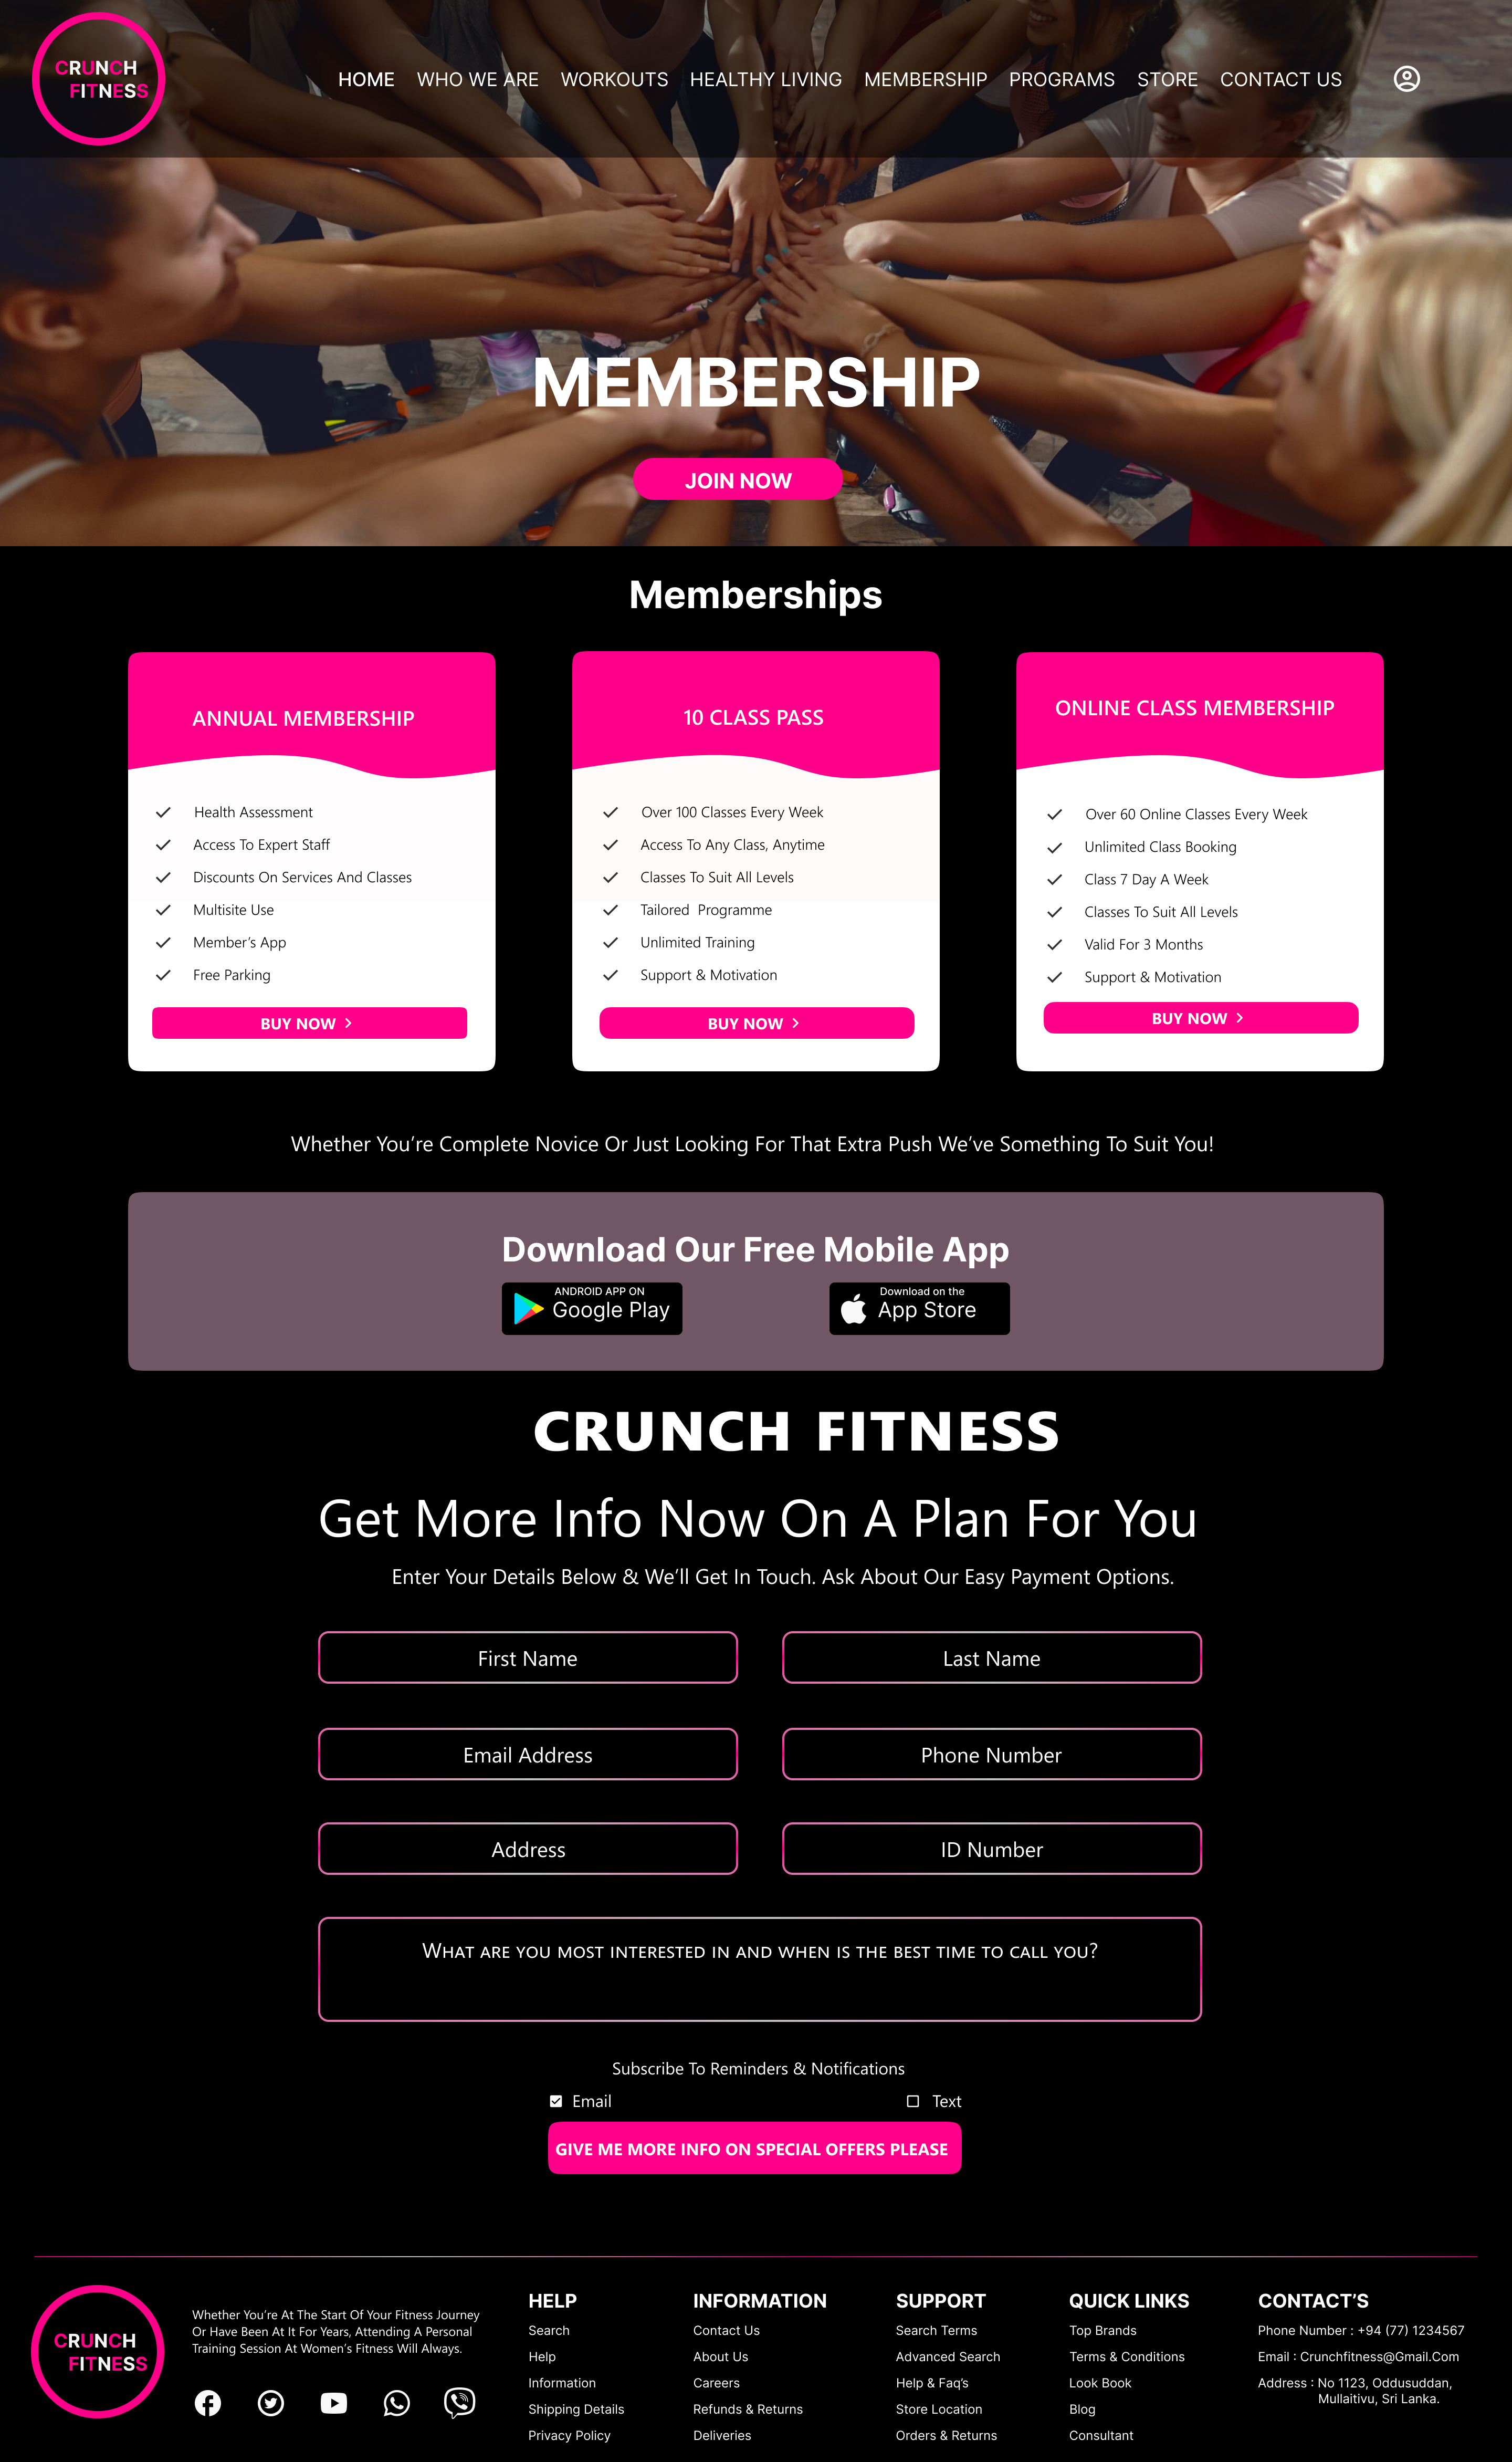 CRUNCH
FITNESS
HOME WHO WE ARE WORKOUTS HEALTHY LIVING MEMBERSHIP PROGRAMS STORE CONTACT US
MEMBERSHIP
JOIN NOW
Memberships
ANNUAL MEMBERSHIP
Health Assessment
Access To Expert Staff
Discounts On Services And Classes
Multisite Use
Member's App
Free Parking
BUY NOW
10 CLASS PASS
Over 100 Classes Every Week
Access To Any Class, Anytime
Classes To Suit All Levels
Tailored  Programme
Unlimited Training
Support & Motivation
BUY NOW
ONLINE CLASS MEMBERSHIP
Over 60 Online Classes Every Week
Unlimited Class Booking
Class 7 Day A Week
Classes To Suit All Levels
Valid For 3 Months
Support & Motivation
BUY NOW
Whether You're Complete Novice Or Just Looking For That Extra Push We've Something To Suit You!
Download Our Free Mobile App
ANDROID APP ON
Google Play
Download on the
App Store
CRUNCH FITNESS
Get More Info Now On A Plan For You
Enter Your Details Below & We'll Get In Touch. Ask About Our Easy Payment Options.
First Name
Last Name
Email Address
Phone Number
Address
ID Number
What are you most interested in and when is the best time to call you?
Subscribe To Reminders & Notifications
Email
Text
GIVE ME MORE INFO ON SPECIAL OFFERS PLEASE
CRUNCH
FITNESS
Whether You're At The Start Of Your Fitness Journey
Or Have Been At It For Years, Attending A Personal
Training Session At Women's Fitness Will Always.
HELP
Search
Help
Information
Shipping Details
Privacy Policy
INFORMATION
Contact Us
About Us
Careers
Refunds & Returns
Deliveries
SUPPORT
Search Terms
Advanced Search
Help & Faq's
Store Location
Orders & Returns
QUICK LINKS
Top Brands
Terms & Conditions
Look Book
Blog
Consultant
CONTACT'S
Phone Number : +94 (77) 1234567
Email : Crunchfitness@Gmail.Com
Address : No 1123, Oddusuddan,
Mullaitivu, Sri Lanka.